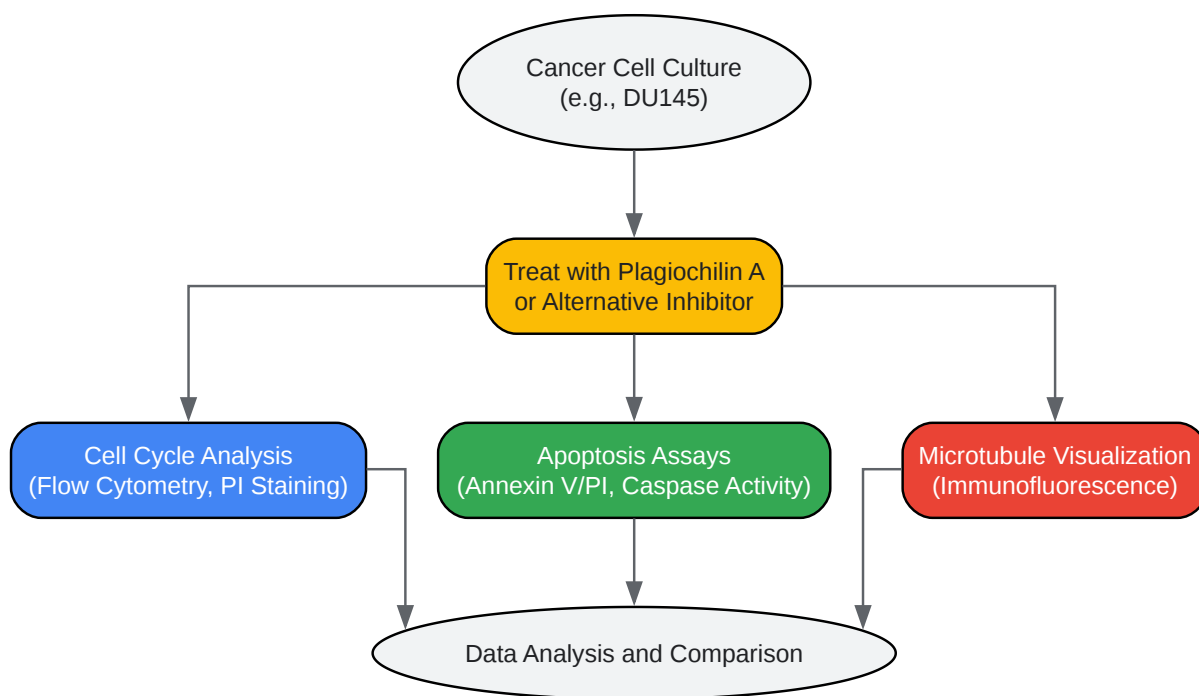 Cancer Cell Culture
(e.g., DU145)
Treat with Plagiochilin A
or Alternative Inhibitor
Cell Cycle Analysis
(Flow Cytometry, PI Staining)
Apoptosis Assays
(Annexin V/PI, Caspase Activity)
Microtubule Visualization
(Immunofluorescence)
Data Analysis and Comparison